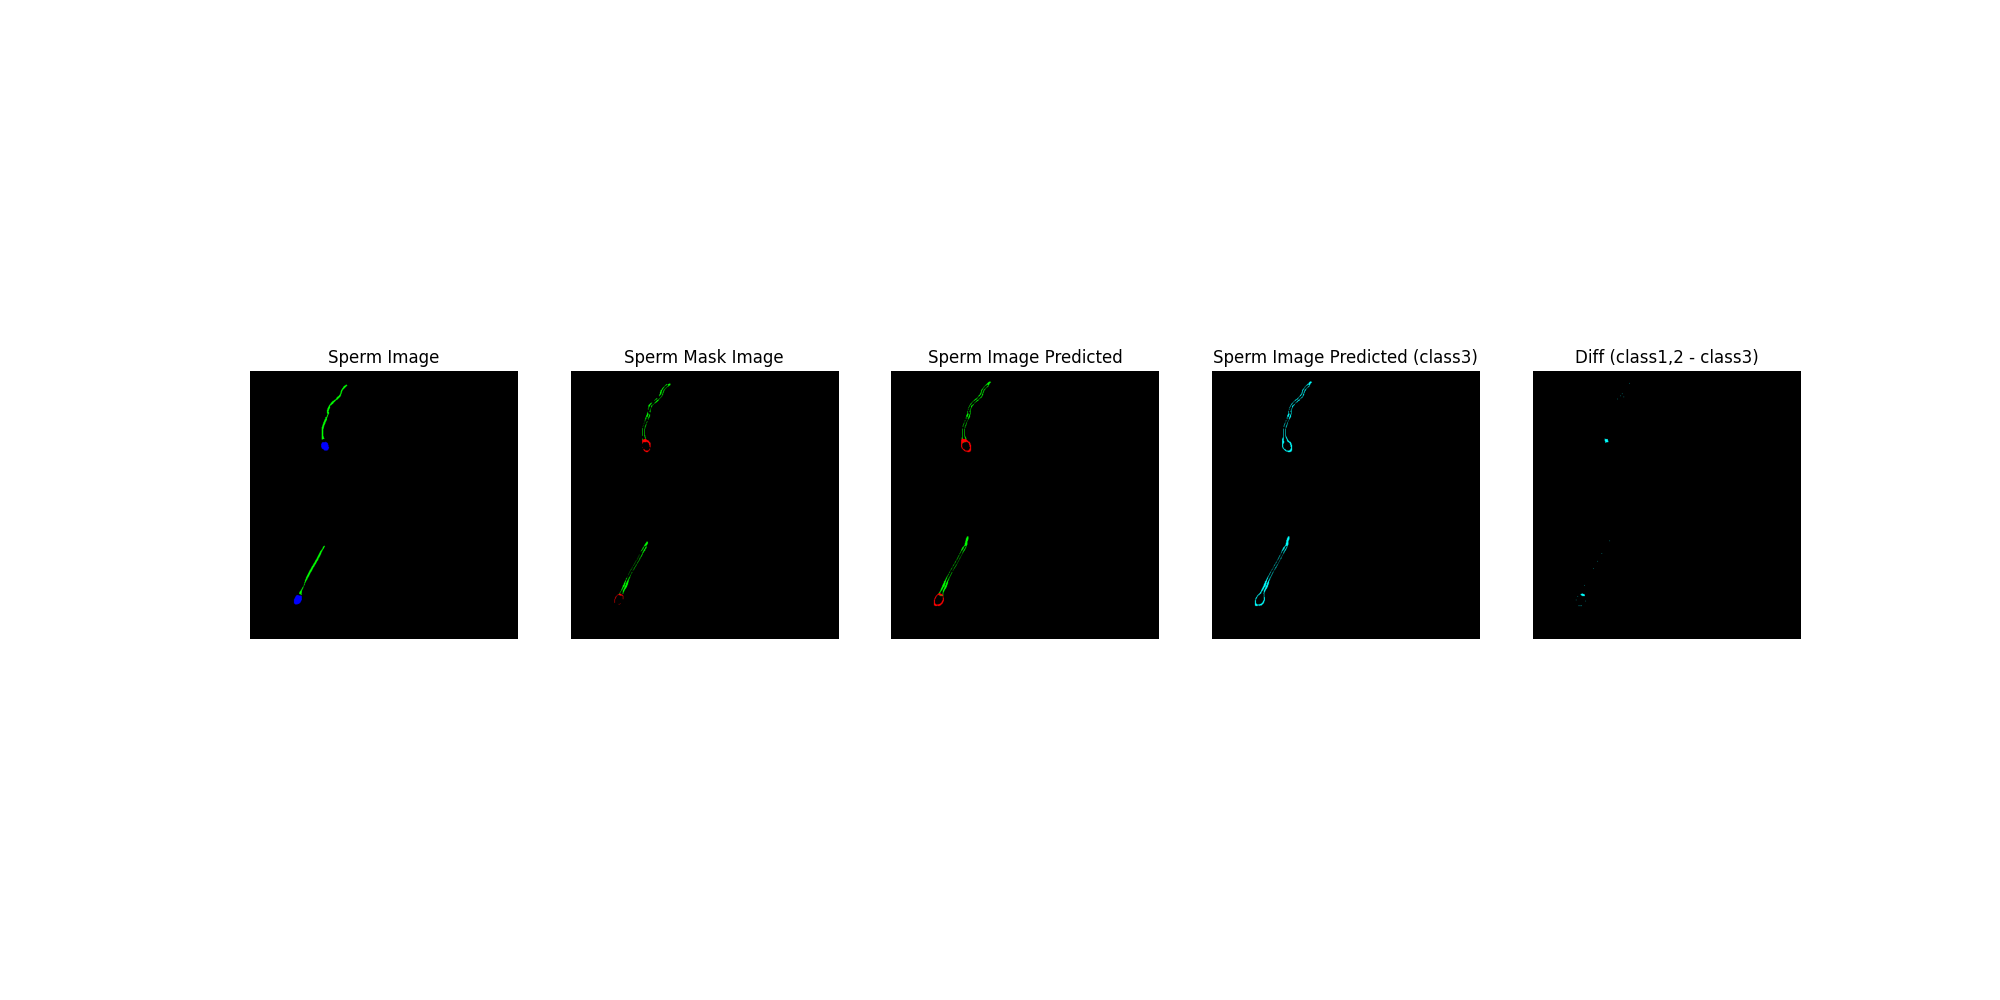 Sperm Image
Sperm Mask Image
Sperm Image Predicted
Sperm Image Predicted (class3)
Diff (class1,2 - class3)